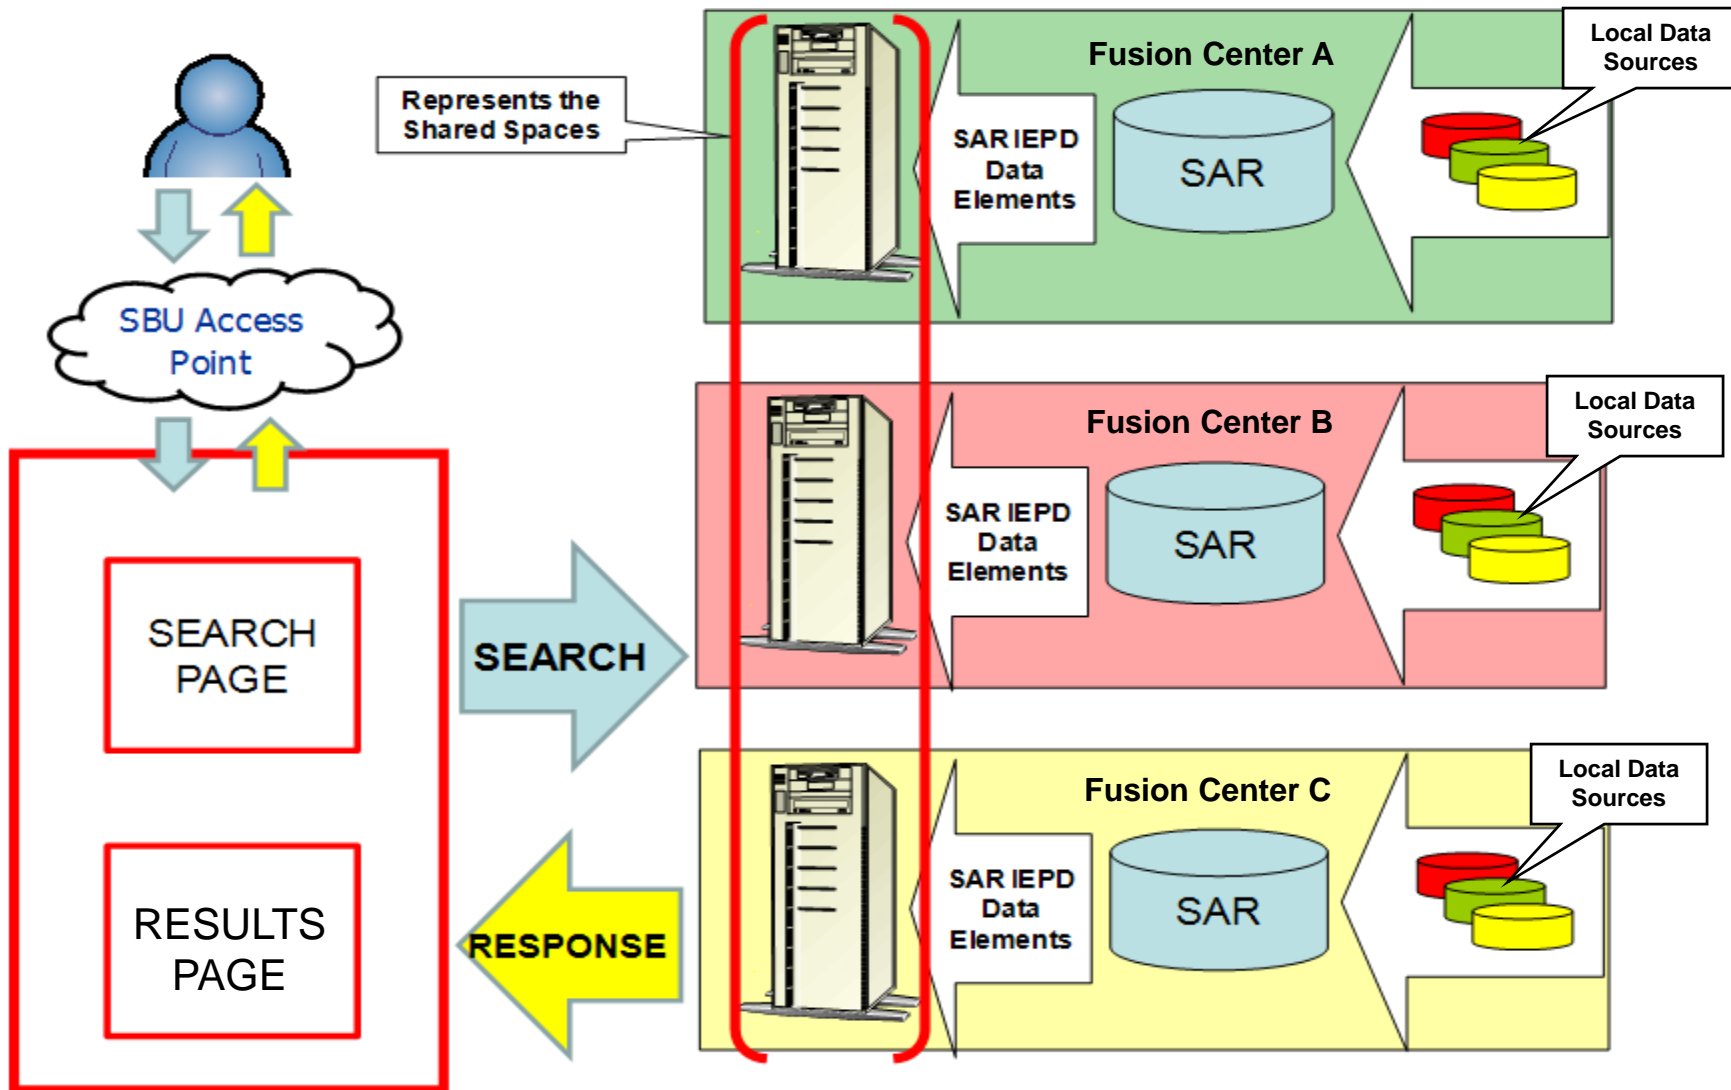 Represents the
Shared Spaces
Fusion Center A
Local Data
Sources
SAR IEPD
Data
Elements
SAR
SBU Access
Point
Fusion Center B
Local Data
Sources
SAR IEPD
Data
Elements
SAR
SEARCH
PAGE
SEARCH
Fusion Center C
Local Data
Sources
SAR IEPD
Data
Elements
SAR
RESULTS
PAGE
RESPONSE